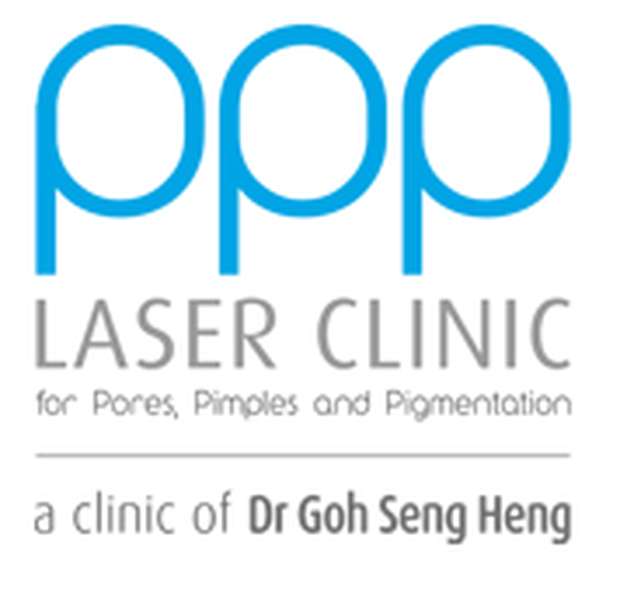 ppp
LASER CLINIC
for Pores, Pimples and Pigmentation
a clinic of Dr Goh Seng Heng